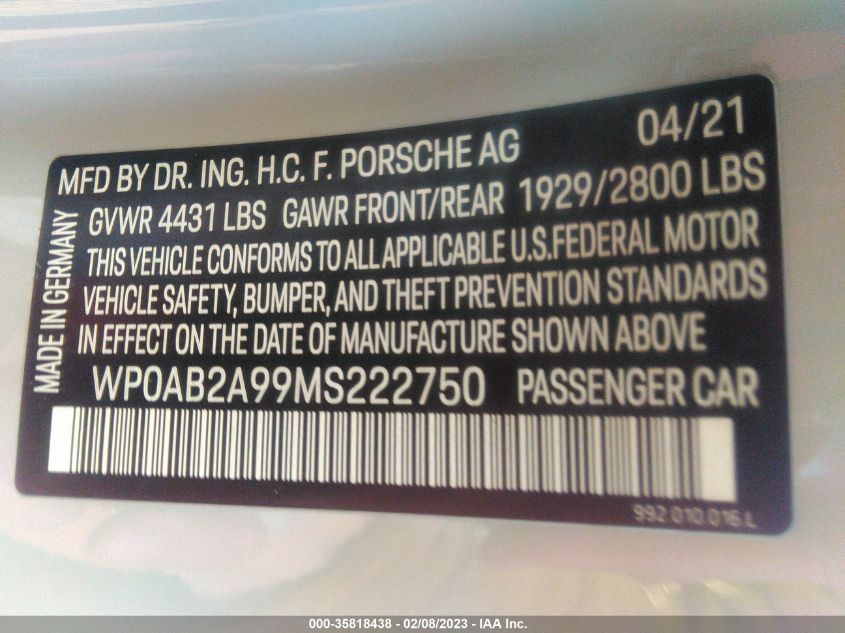 04/21
MFD BY DR. ING. H.C. F. PORSCHE AG
GVWR 4431 LBS GAWR FRONT/REAR 1929/2800 LBS
THIS VEHICLE CONFORMS TO ALL APPLICABLE U.S.FEDERAL MOTOR
VEHICLE SAFETY, BUMPER, AND THEFT PREVENTION STANDARDS
IN EFFECT ON THE DATE OF MANUFACTURE SHOWN ABOVE
MADE IN GERMANY
WP0AB2A99MS222750 PASSENGER CAR
992.010.016.L
000-35818438 - 02/08/2023 - IAA Inc.